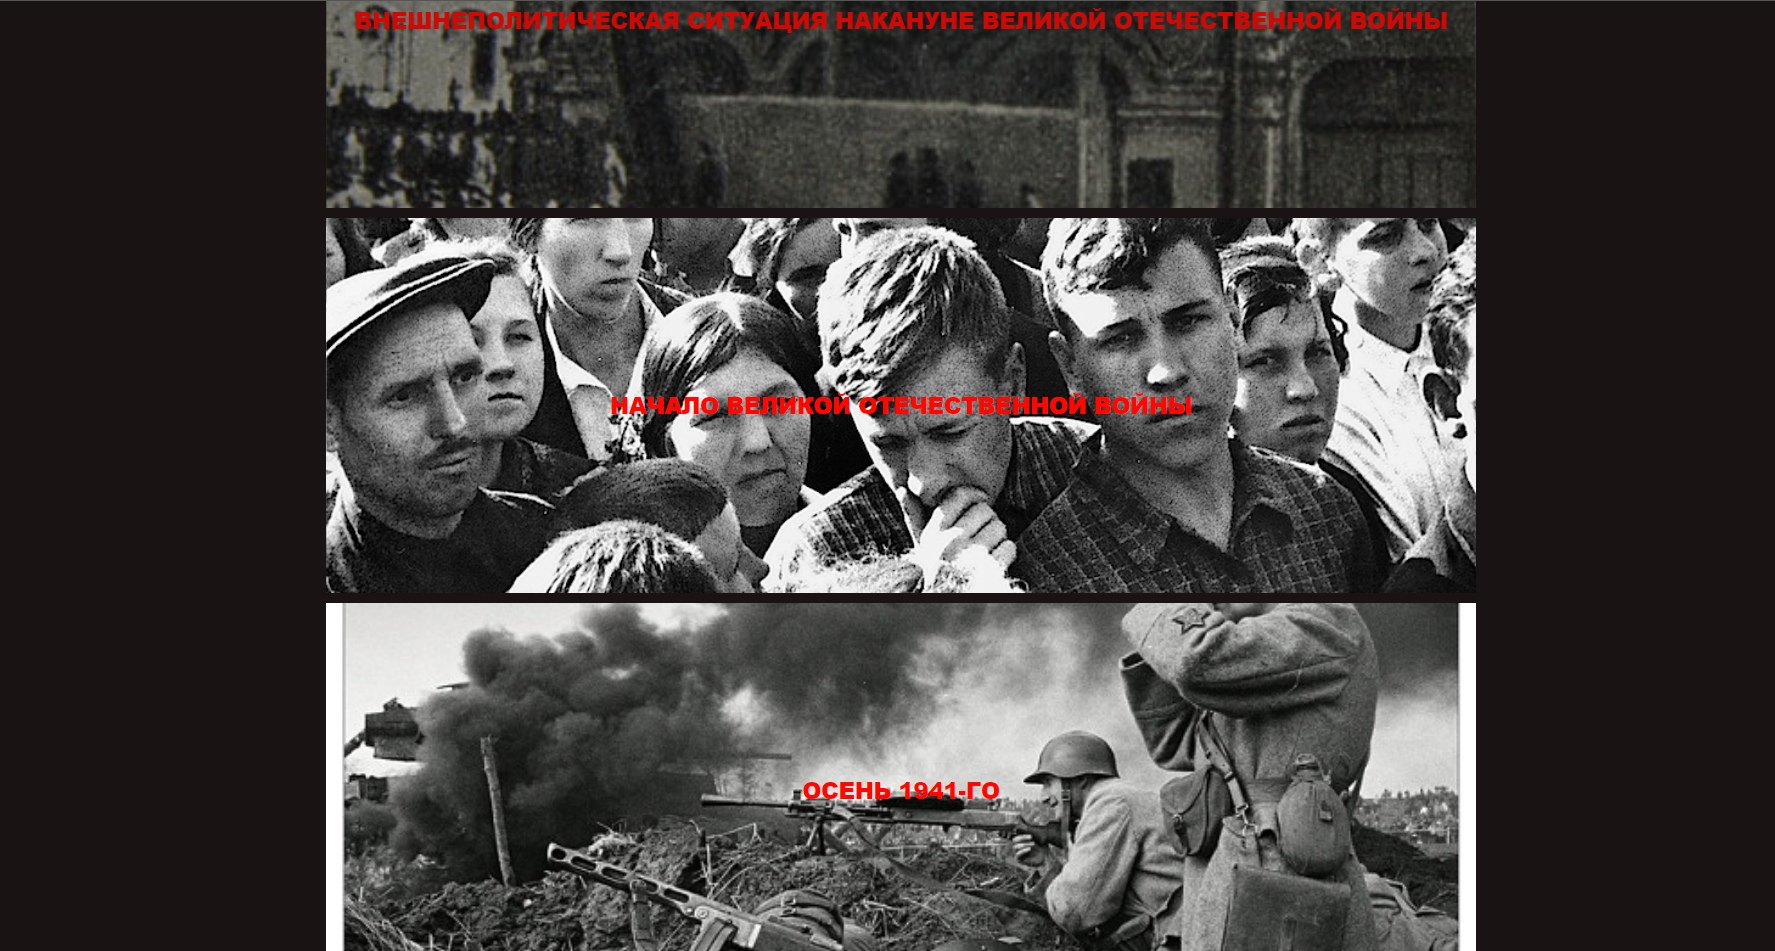 ВНЕШНЕПОЛИТИЧЕСКАЯ СИТУАЦИЯ НАКАНУНЕ ВЕЛИКОЙ ОТЕЧЕСТВЕННОЙ ВОЙНЫ
НАЧАЛО ВЕЛИКОЙ ОТЕЧЕСТВЕННОЙ ВОЙНЫ
ОСЕНЬ 1941-ГО